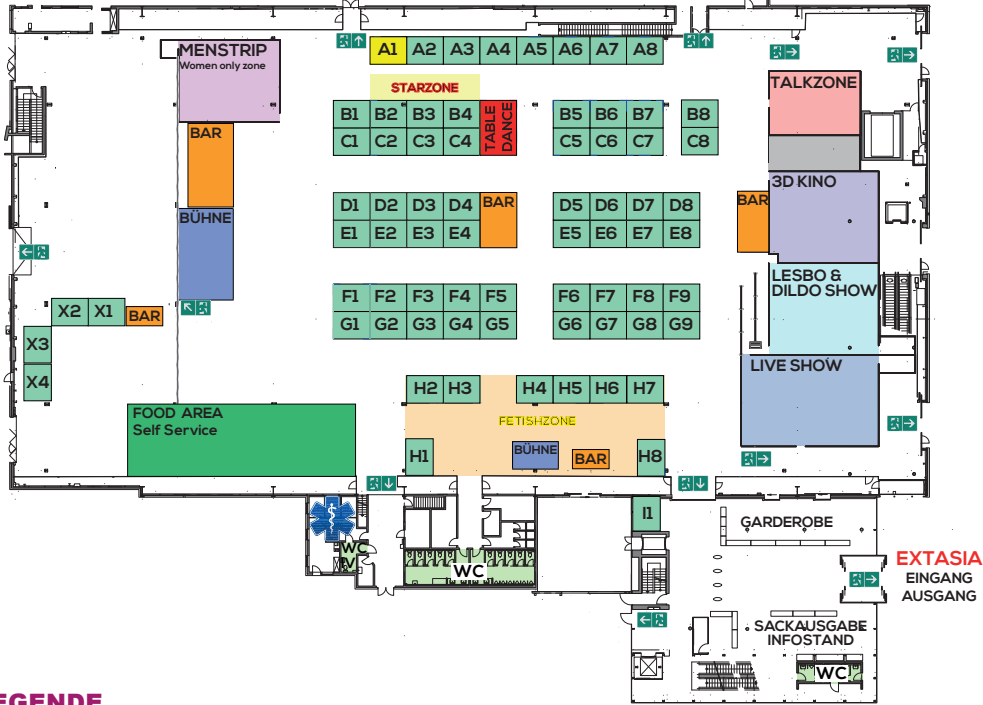 MENSTRIP
Women only zone
A1 A2 A3 A4 A5 A6 A7 A8
STARZONE
TALKZONE
BAR
B1 B2 B3 B4
TABLE
DANCE
B5 B6 B7 B8
C1 C2 C3 C4
C5 C6 C7 C8
3D KINO
BÜHNE
D1 D2 D3 D4 BAR D5 D6 D7 D8
BAR
E1 E2 E3 E4 E5 E6 E7 E8
LESBO &
DILDO SHOW
F1 F2 F3 F4 F5 F6 F7 F8 F9
X2 X1 BAR
G1 G2 G3 G4 G5 G6 G7 G8 G9
X3
LIVE SHOW
X4
H2 H3 H4 H5 H6 H7
FOOD AREA
Self Service
FETISHZONE
H1
BÜHNE
BAR
H8
I1
GARDEROBE
WC
IV
WC
EXTASIA
EINGANG
AUSGANG
SACKAUSGABE
INFOSTAND
WC
EGENDE